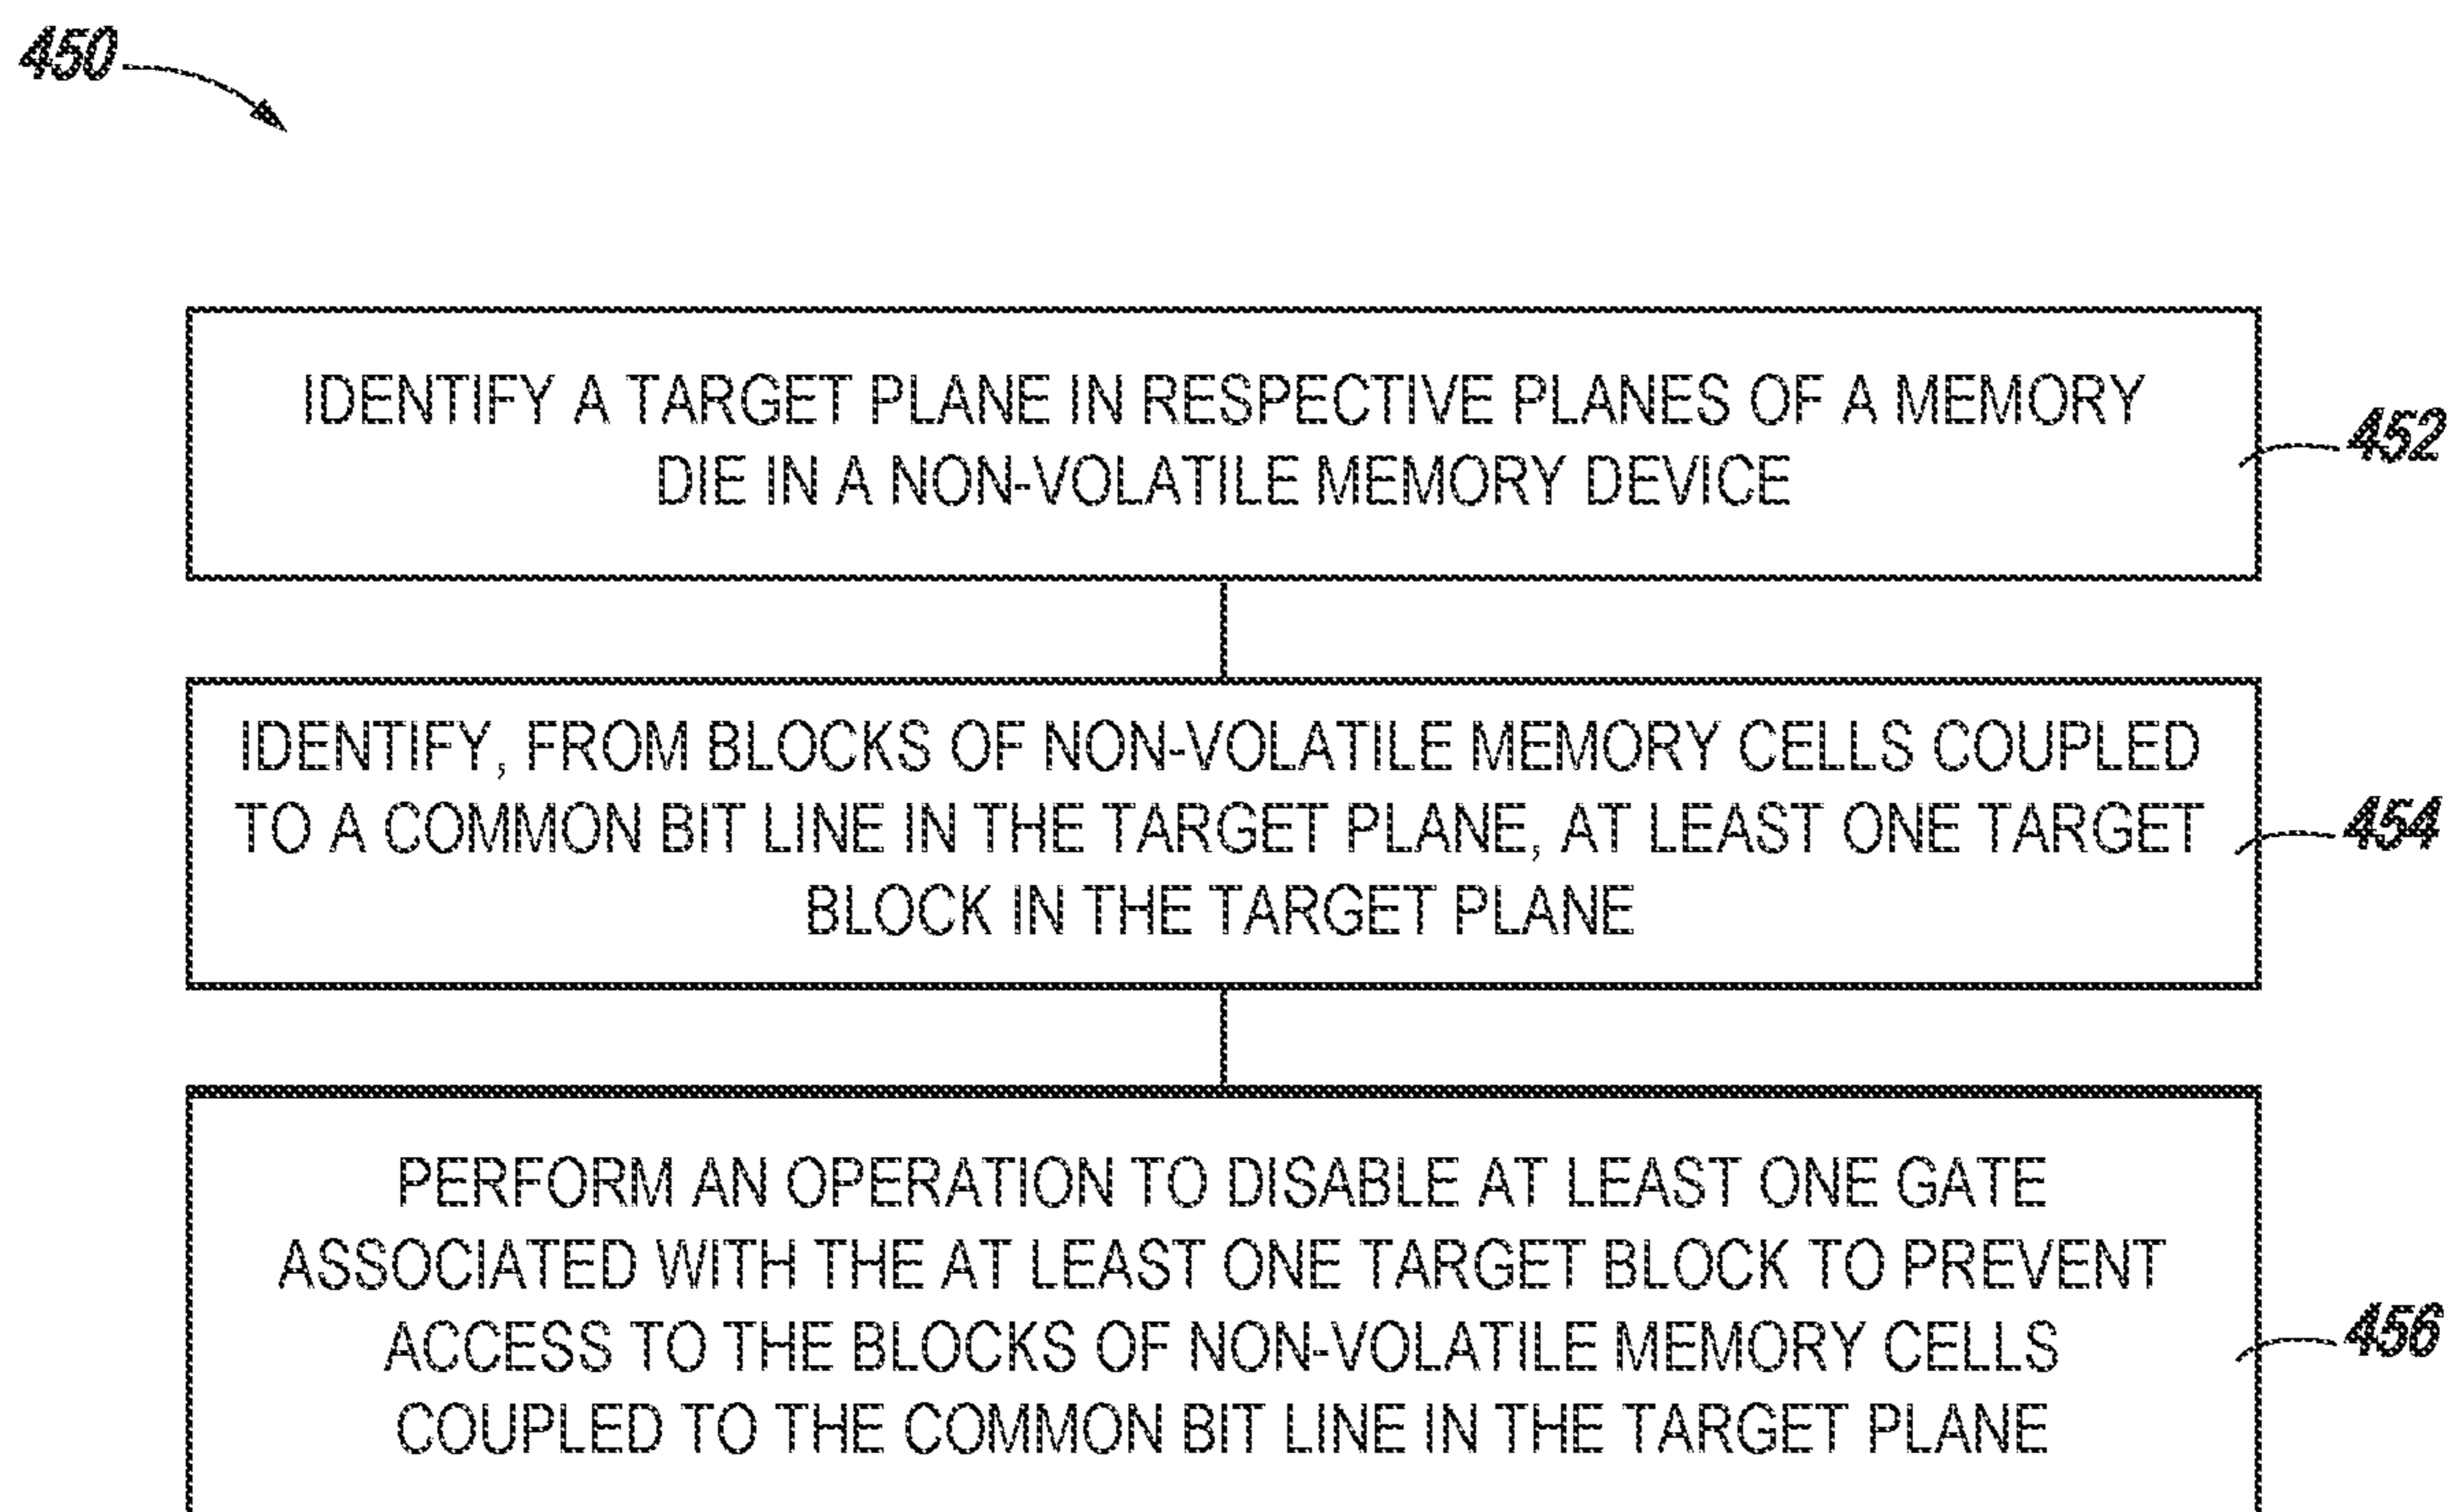 450
IDENTIFY A TARGET PLANE IN RESPECTIVE PLANES OF A MEMORY
DIE IN A NON-VOLATILE MEMORY DEVICE
452
IDENTIFY, FROM BLOCKS OF NON-VOLATILE MEMORY CELLS COUPLED
TO A COMMON BIT LINE IN THE TARGET PLANE, AT LEAST ONE TARGET
BLOCK IN THE TARGET PLANE
454
PERFORM AN OPERATION TO DISABLE AT LEAST ONE GATE
ASSOCIATED WITH THE AT LEAST ONE TARGET BLOCK TO PREVENT
ACCESS TO THE BLOCKS OF NON-VOLATILE MEMORY CELLS
COUPLED TO THE COMMON BIT LINE IN THE TARGET PLANE
456